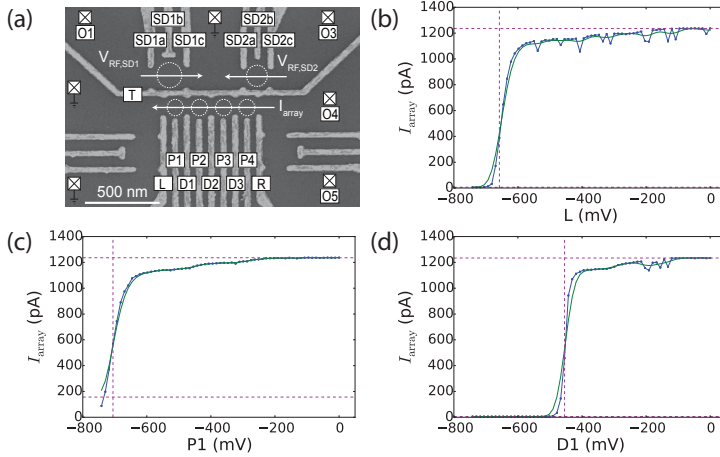 (a)
SD1b
SD2b
O1
SD1a
SD1c
SD2a
SD2c
O3
V_RF,SD1
V_RF,SD2
T
I_array
O4
P1
P2
P3
P4
500 nm
L
D1
D2
D3
R
O5
(b)
1400
1200
1000
800
600
400
200
0
I_array (pA)
−800
−600
−400
−200
0
L (mV)
(c)
1400
1200
1000
800
600
400
200
0
I_array (pA)
−800
−600
−400
−200
0
P1 (mV)
(d)
1400
1200
1000
800
600
400
200
0
I_array (pA)
−800
−600
−400
−200
0
D1 (mV)